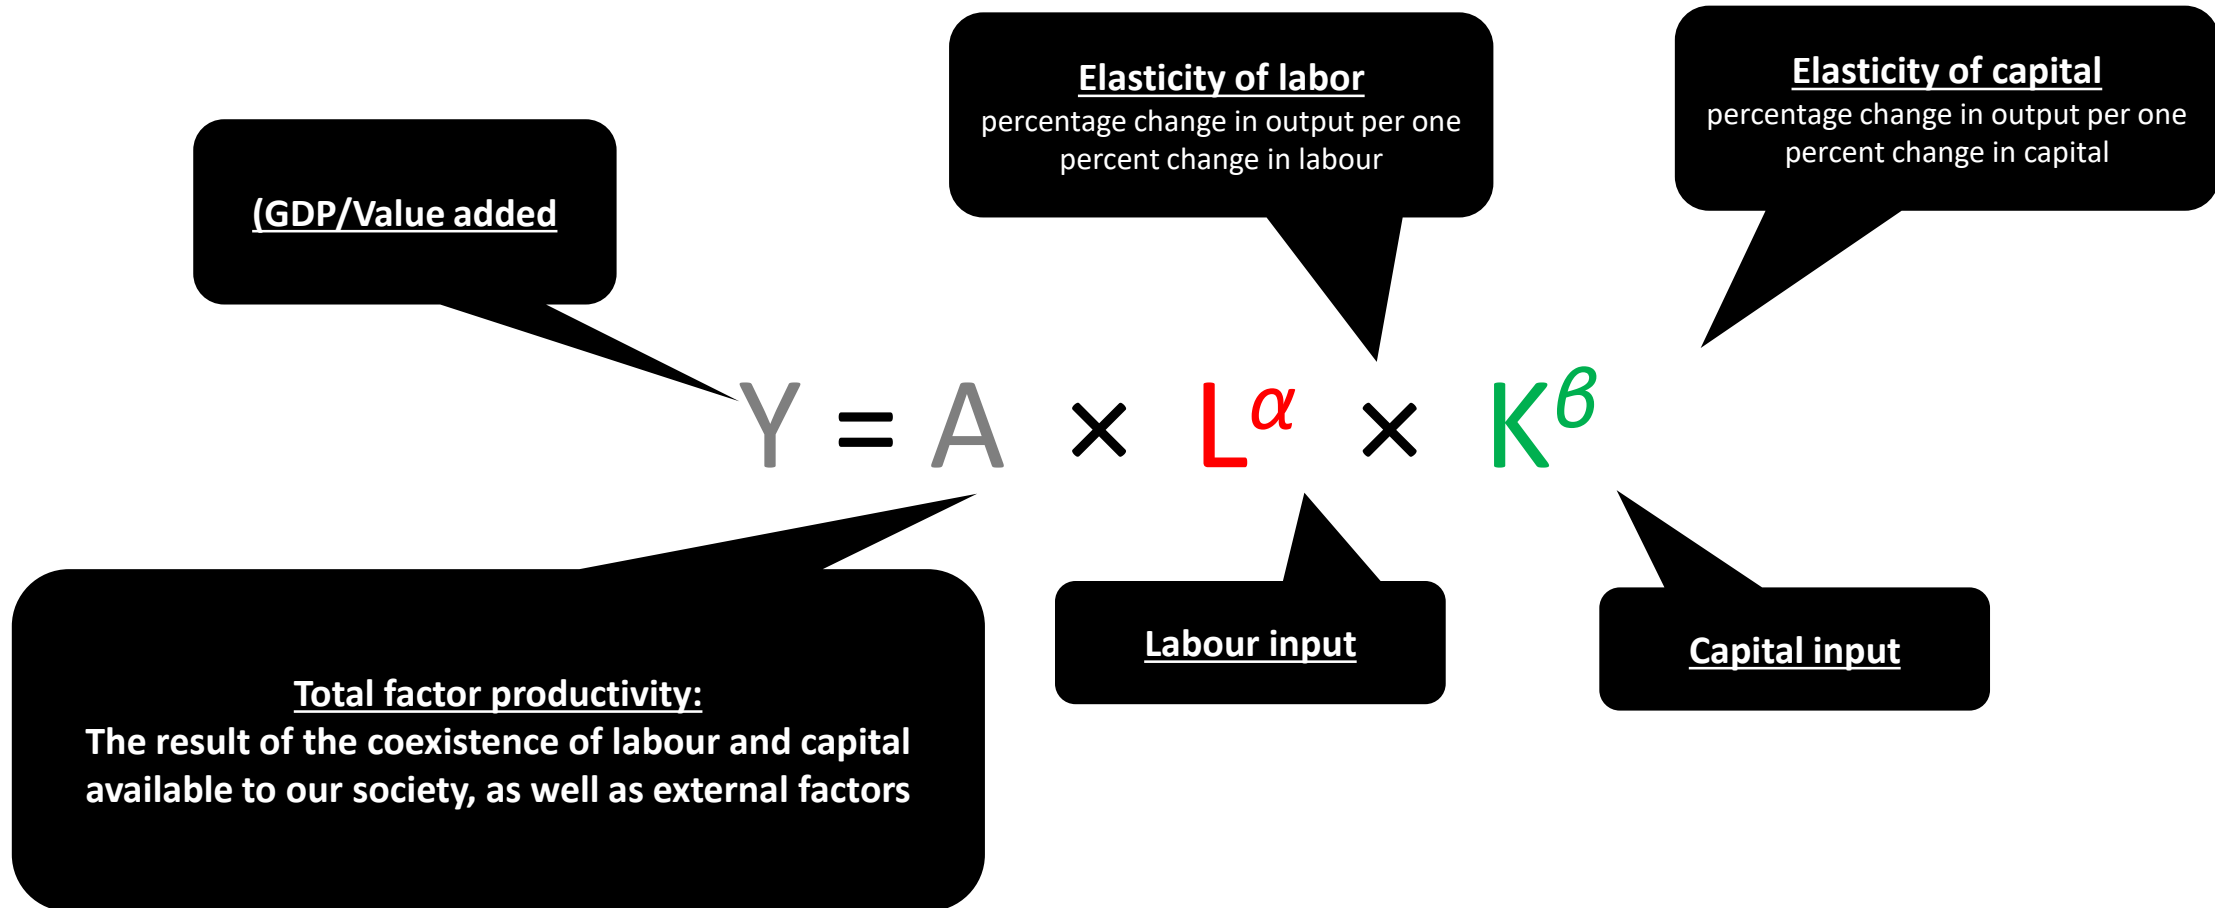 Elasticity of labor
percentage change in output per one
percent change in labour
Elasticity of capital
percentage change in output per one
percent change in capital
(GDP/Value added
Y = A × L^α × K^β
Labour input
Capital input
Total factor productivity:
The result of the coexistence of labour and capital
available to our society, as well as external factors